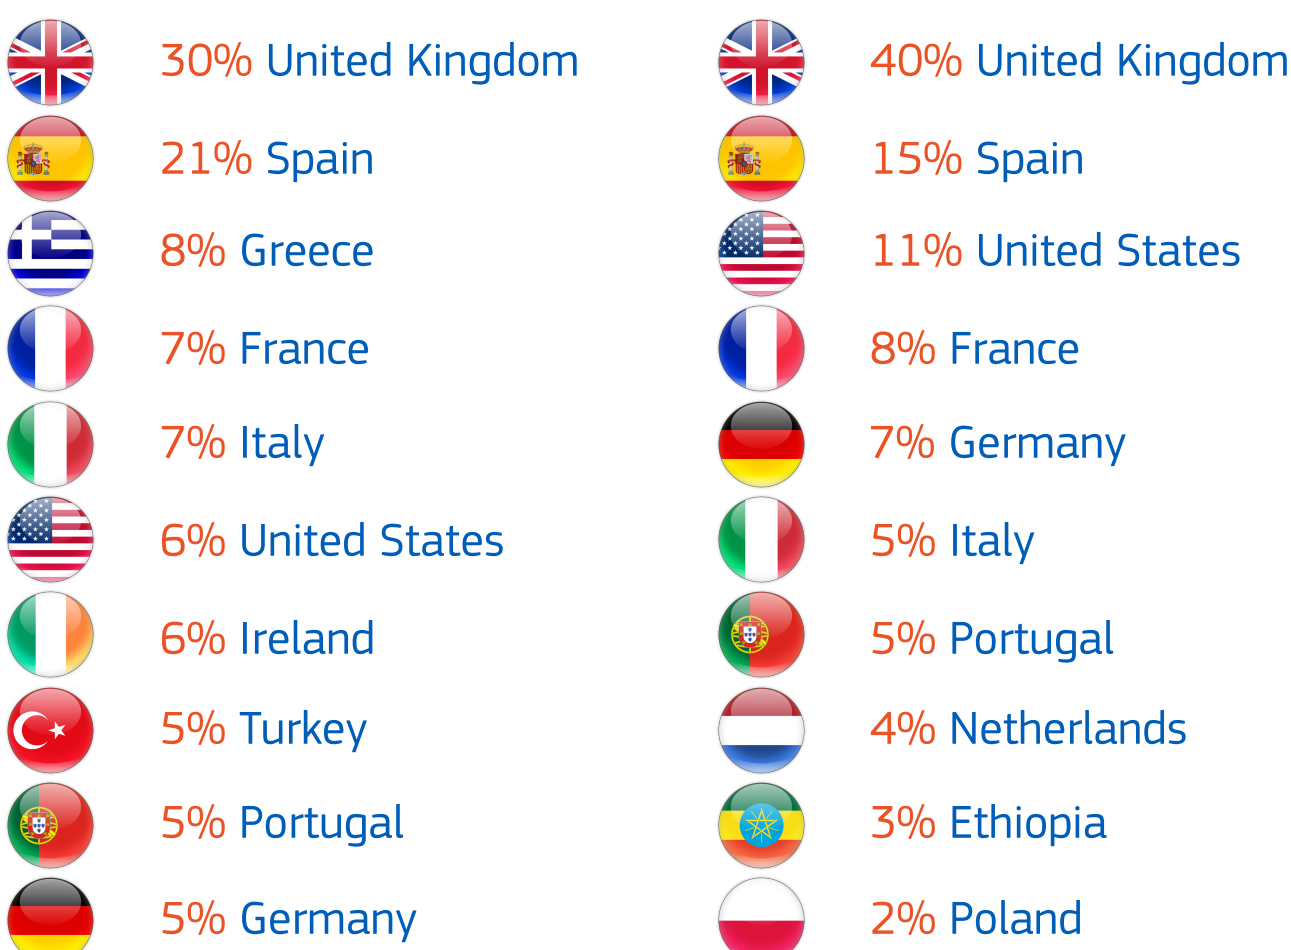 30% United Kingdom
21% Spain
8% Greece
7% France
7% Italy
6% United States
6% Ireland
5% Turkey
5% Portugal
5% Germany
40% United Kingdom
15% Spain
11% United States
8% France
7% Germany
5% Italy
5% Portugal
4% Netherlands
3% Ethiopia
2% Poland